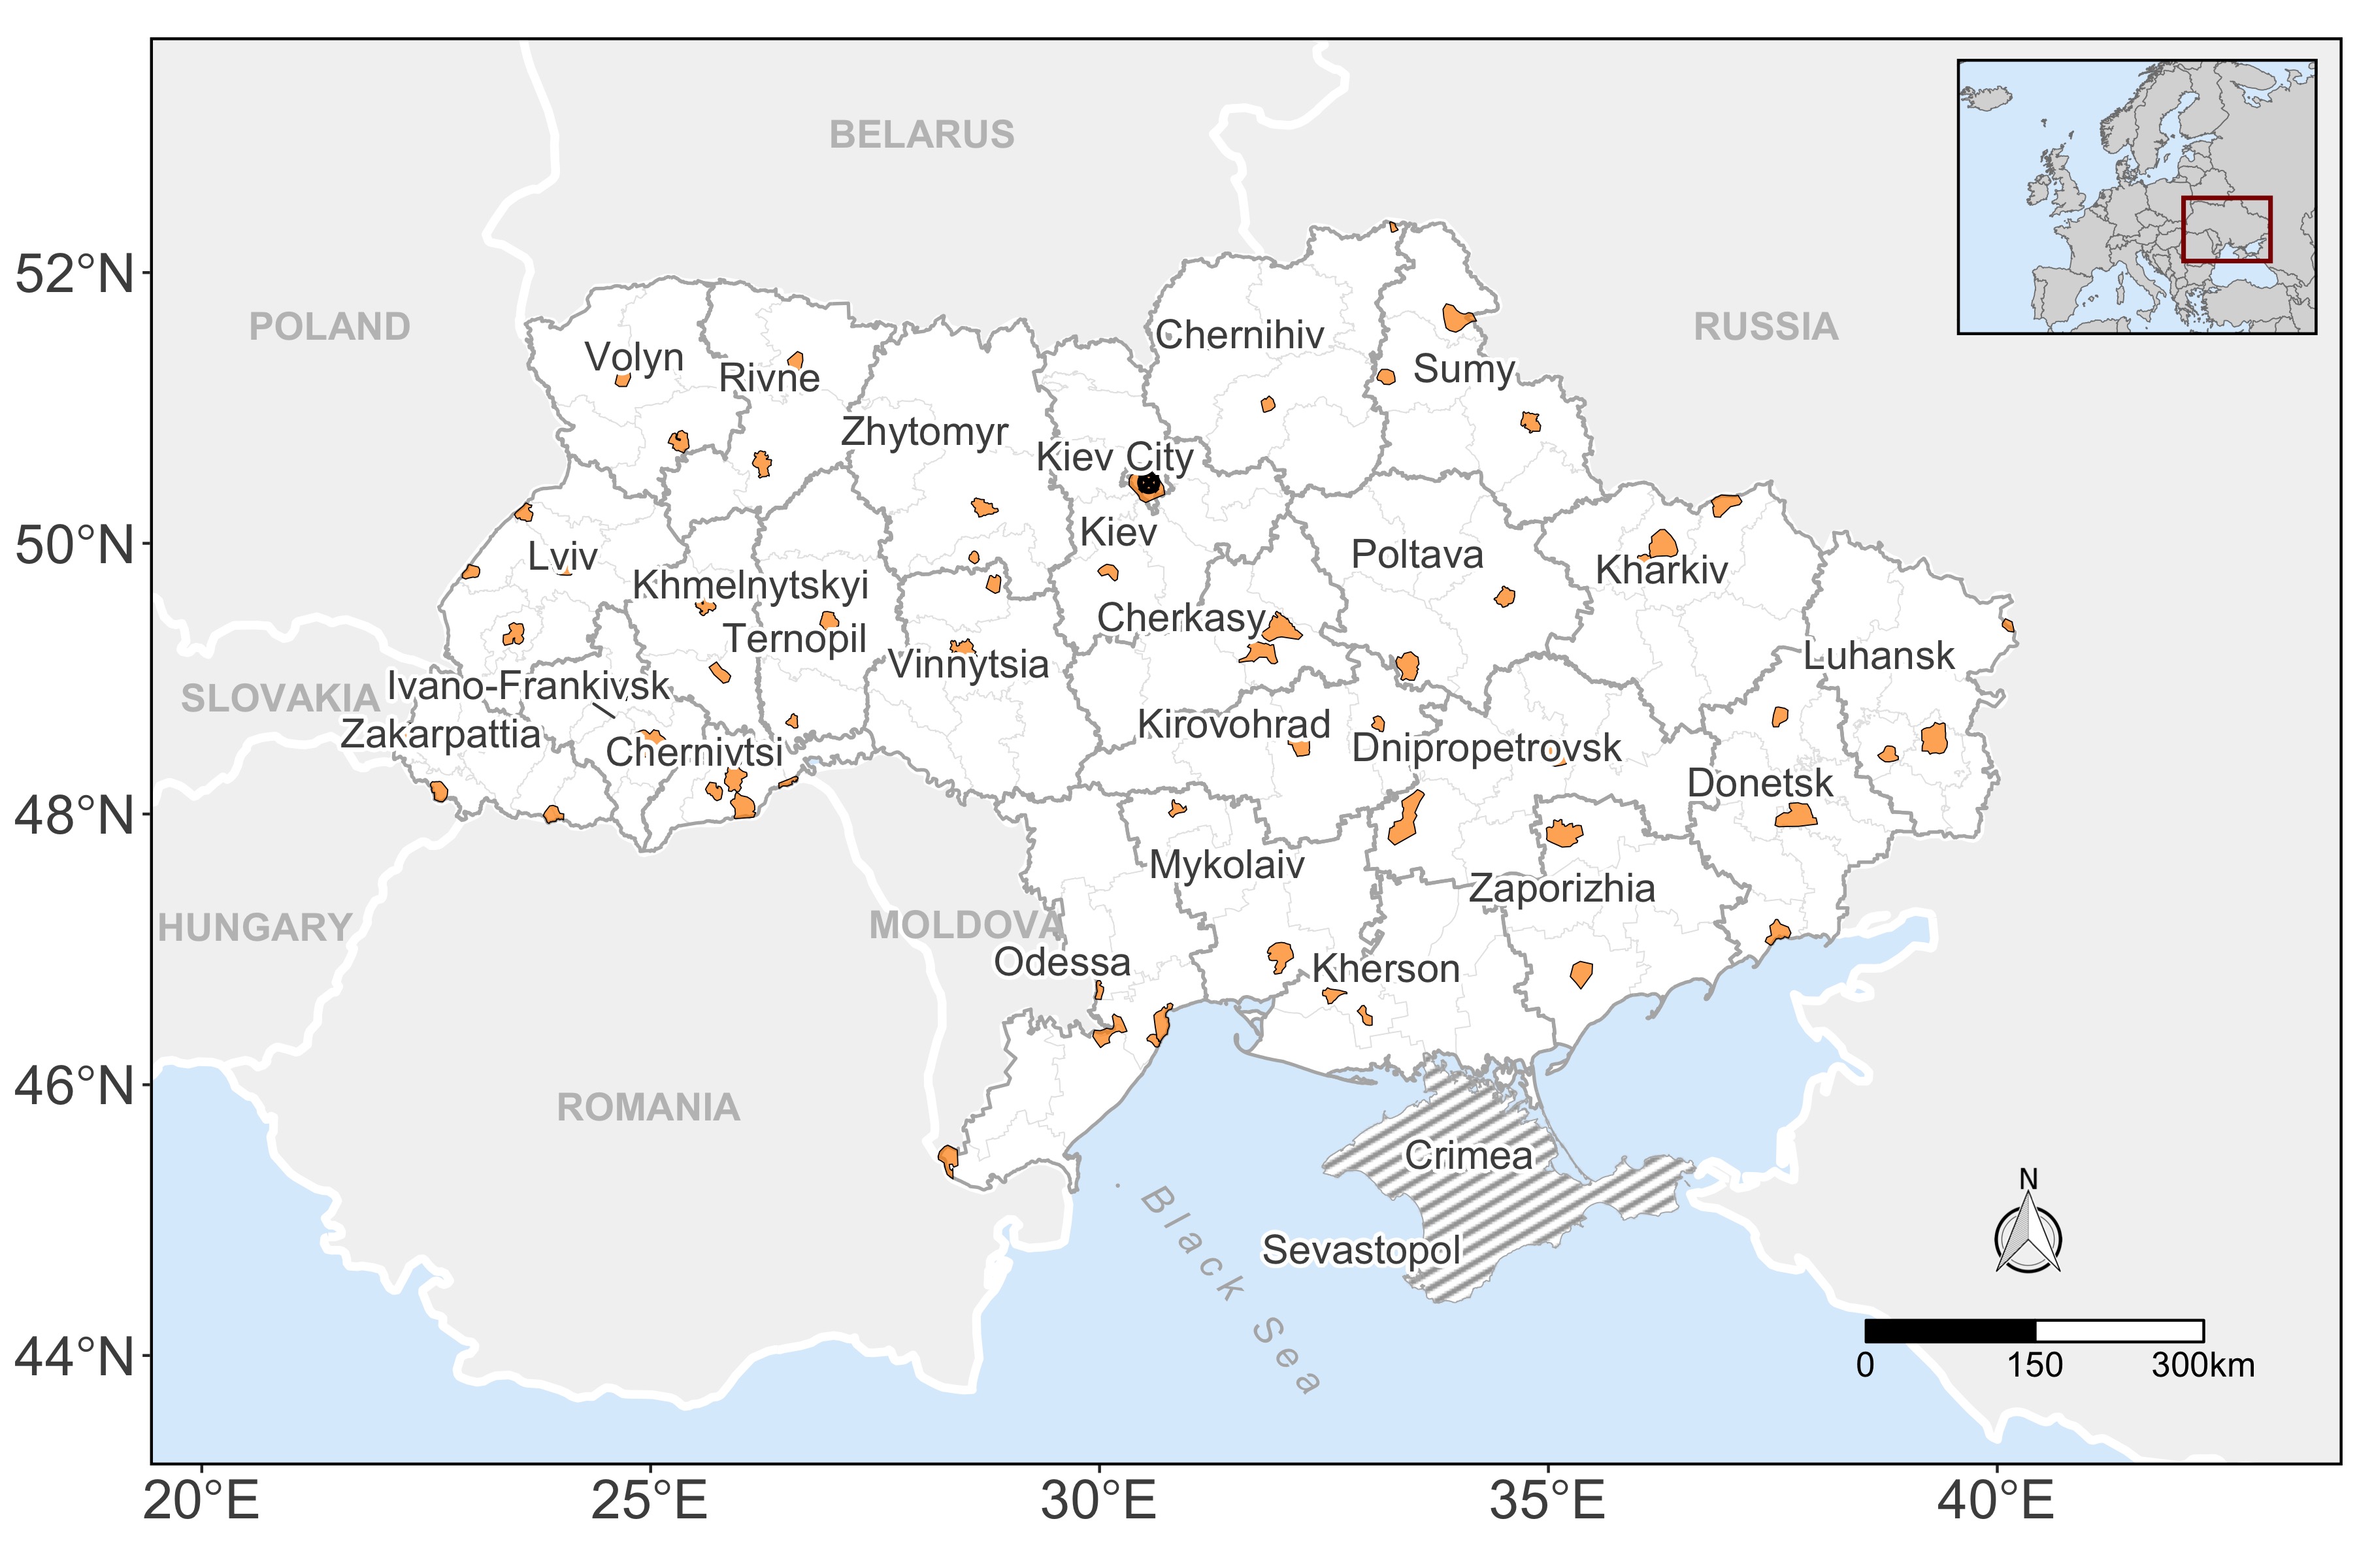 BELARUS
52°N
POLAND
RUSSIA
Chernihiv
Volyn
Rivne
Sumy
Zhytomyr
Kiev City
50°N
Kiev
Lviv
Poltava
Kharkiv
Khmelnytskyi
Cherkasy
Ternopil
Vinnytsia
Luhansk
SLOVAKIA
Ivano-Frankivsk
Zakarpattia
Kirovohrad
Chernivtsi
Dnipropetrovsk
Donetsk
48°N
Mykolaiv
Zaporizhia
HUNGARY
MOLDOVA
Odessa
Kherson
46°N
ROMANIA
Crimea
. Black Sea
N
Sevastopol
44°N
0 150 300km
20°E 25°E 30°E 35°E 40°E